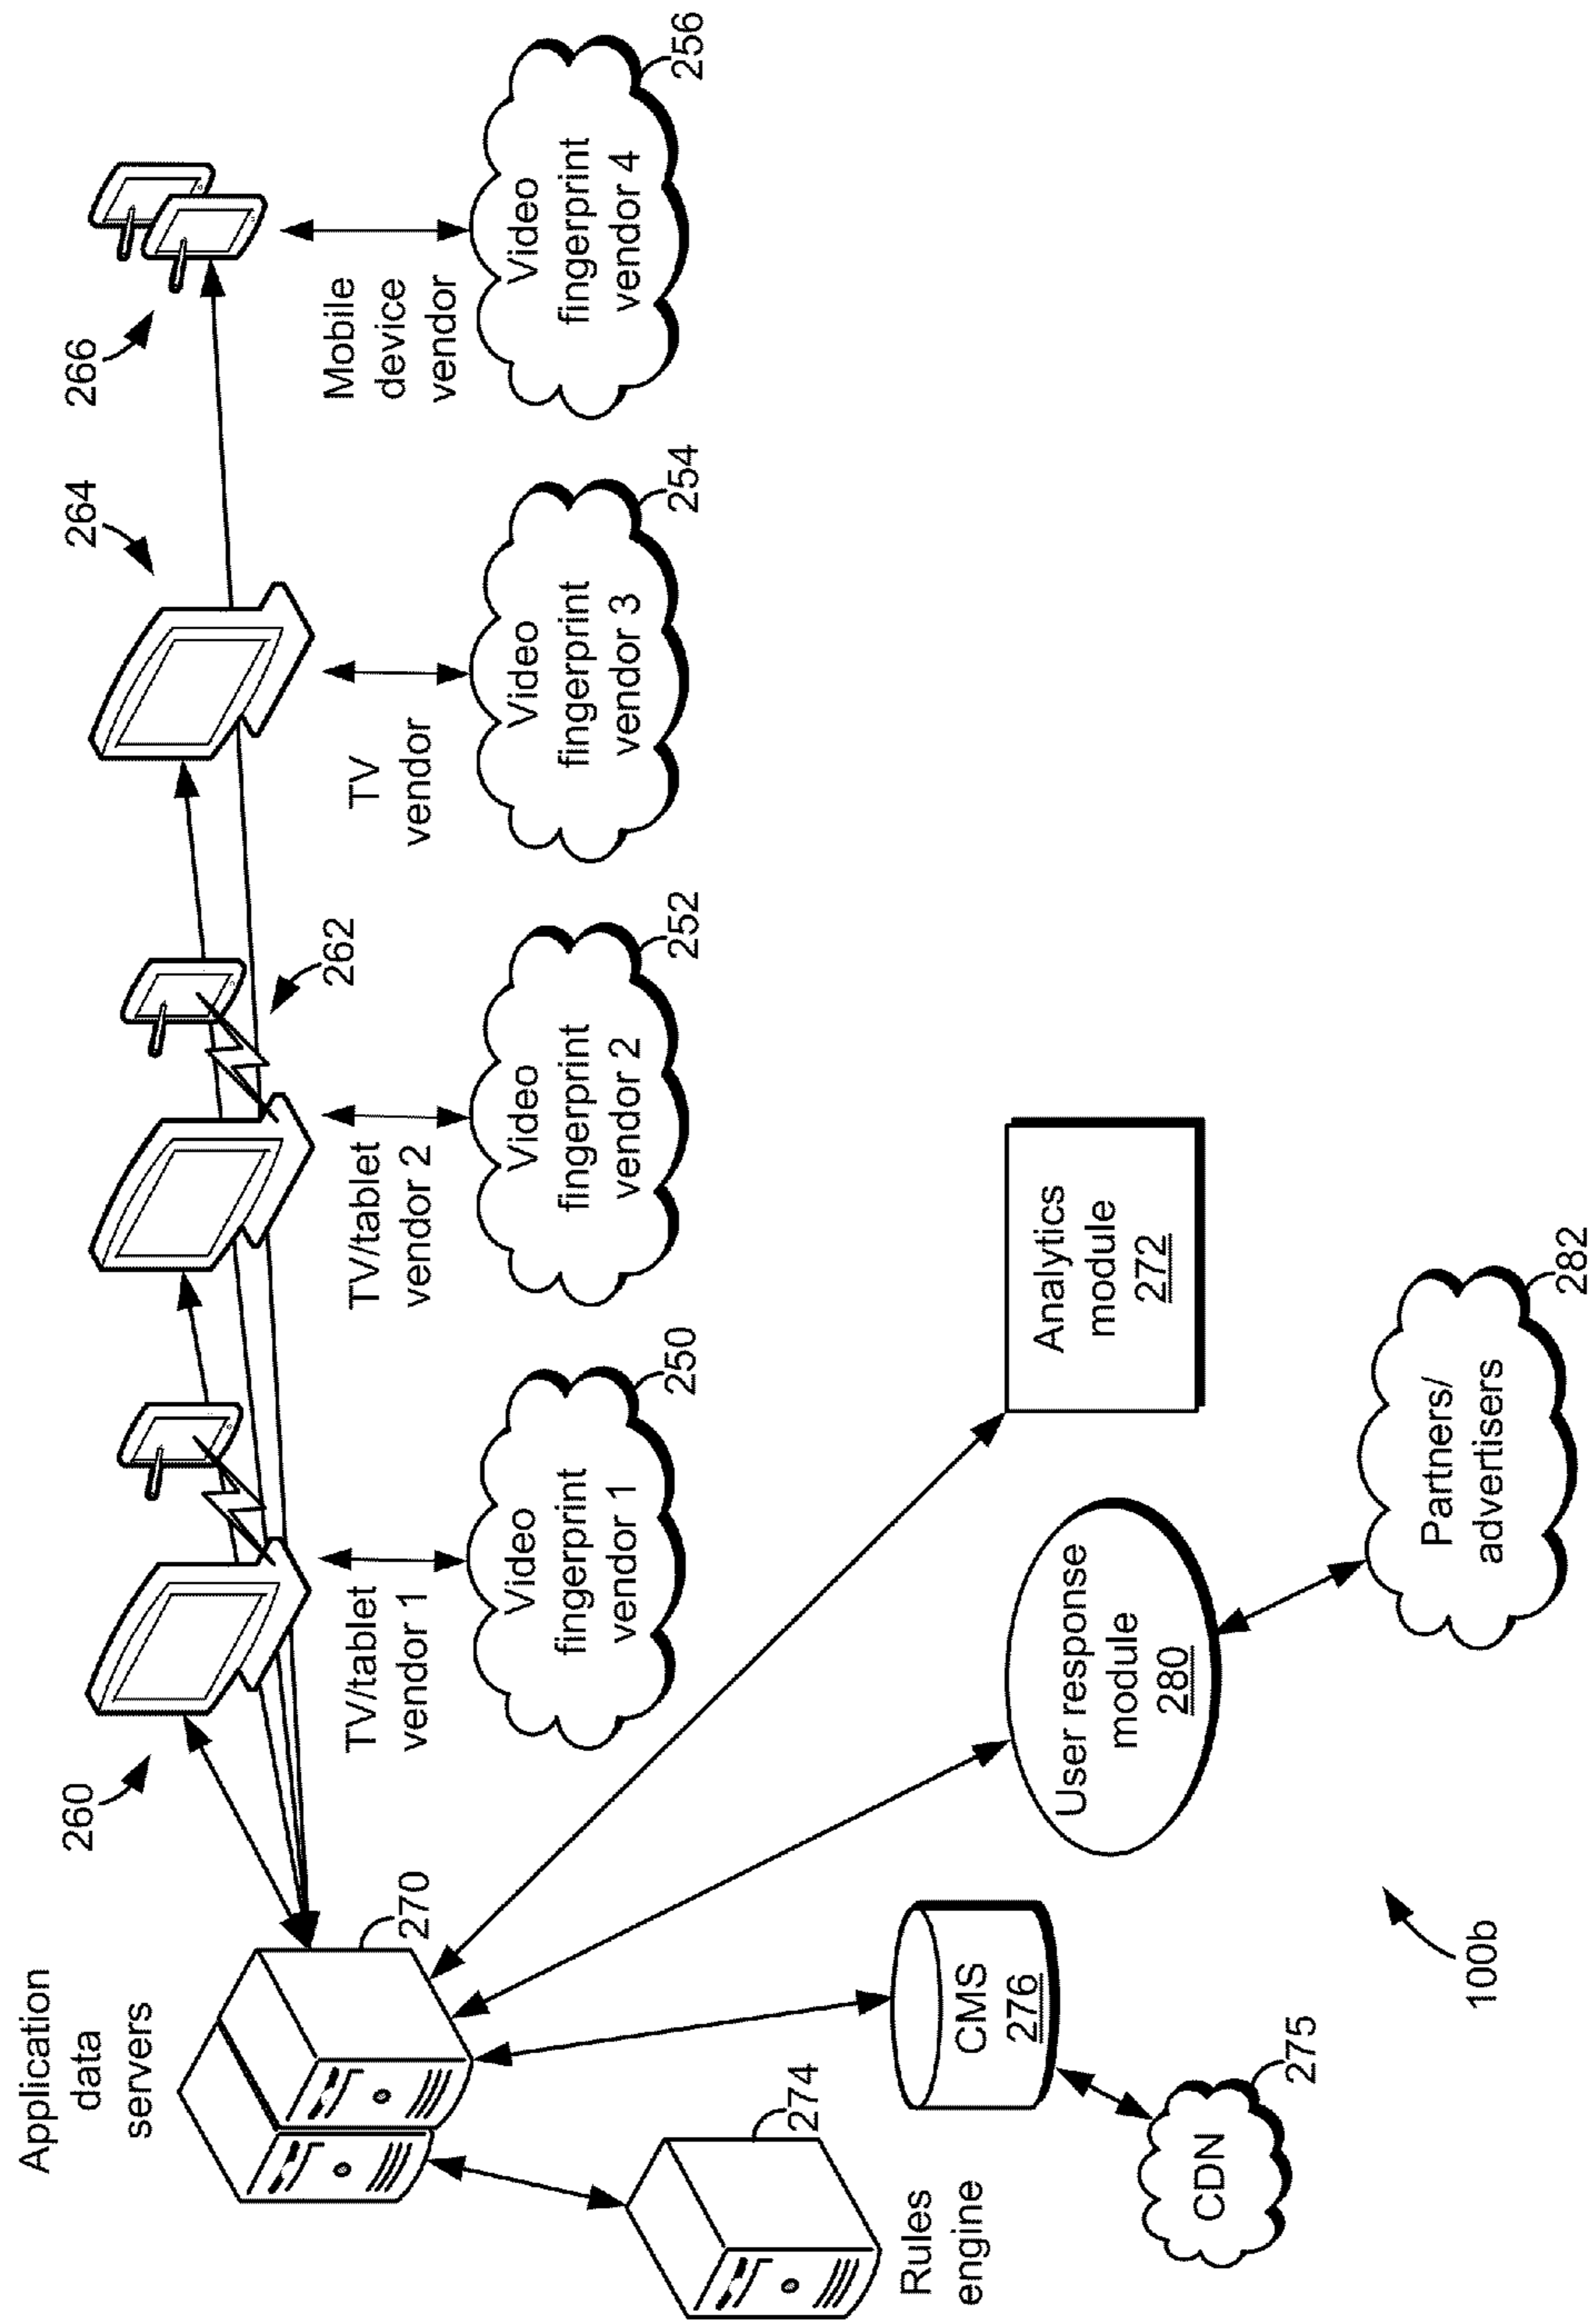 Application
data
servers
270
260
TV/tablet
vendor 1
Video
fingerprint
vendor 1
250
262
TV/tablet
vendor 2
Video
fingerprint
vendor 2
252
264
TV
vendor
Video
fingerprint
vendor 3
254
266
Mobile
device
vendor
Video
fingerprint
vendor 4
256
274
Rules
engine
CMS
276
CDN
275
User response
module
280
Analytics
module
272
Partners/
advertisers
282
100b